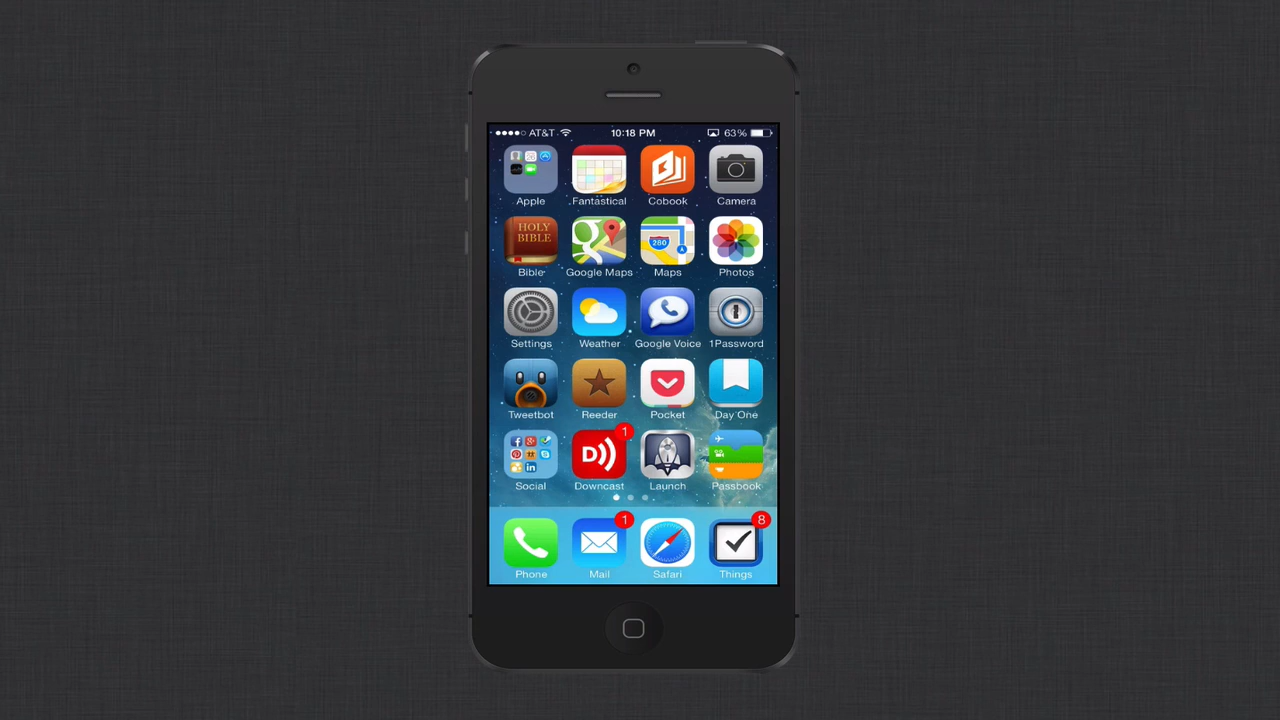 AT&T 10:18 PM 63%
Apple Fantastical Cobook Camera
HOLY
BIBLE
280
Bible Google Maps Maps Photos
Settings Weather Google Voice 1Password
Tweetbot Reeder Pocket Day One
1
D
Social Downcast Launch Passbook
1 8
Phone Mail Safari Things